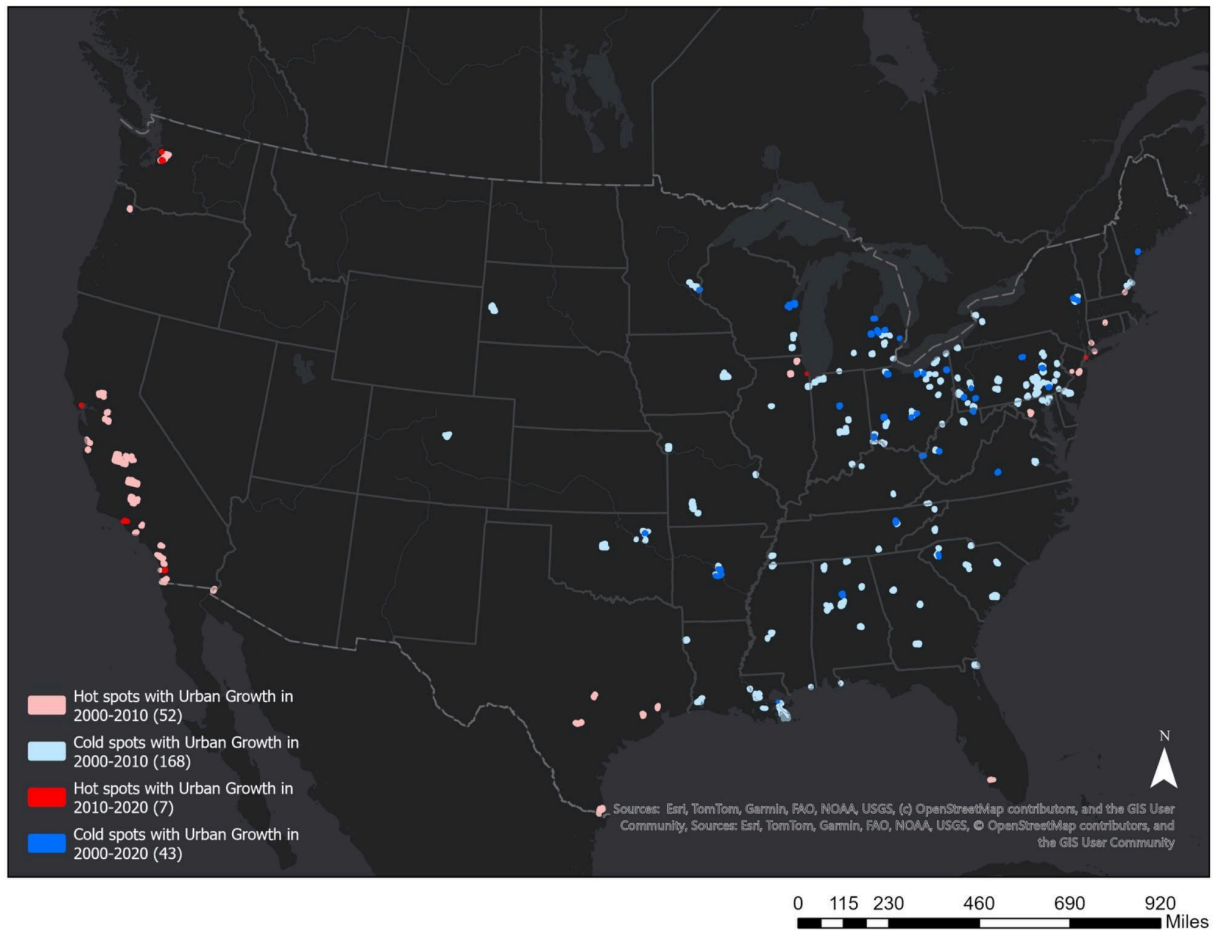 Hot spots with Urban Growth in
2000-2010 (52)
Cold spots with Urban Growth in
2000-2010 (168)
Hot spots with Urban Growth in
2010-2020 (7)
Cold spots with Urban Growth in
2000-2020 (43)
N
Sources: Esri, TomTom, Garmin, FAO, NOAA, USGS, (c) OpenStreetMap contributors, and the GIS User
Community, Sources: Esri, TomTom, Garmin, FAO, NOAA, USGS, © OpenStreetMap contributors, and
the GIS User Community
0 115 230 460 690 920
Miles